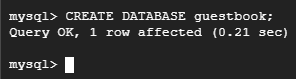 mysql> CREATE DATABASE guestbook;
Query OK, 1 row affected (0.21 sec)
mysql>